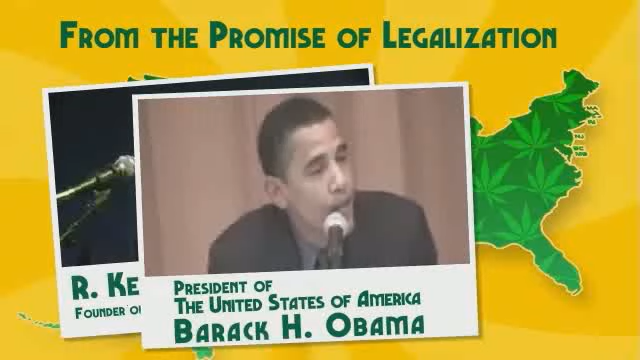 From the Promise of Legalization
R. Ke
Founder o
President of
The United States of America
Barack H. Obama